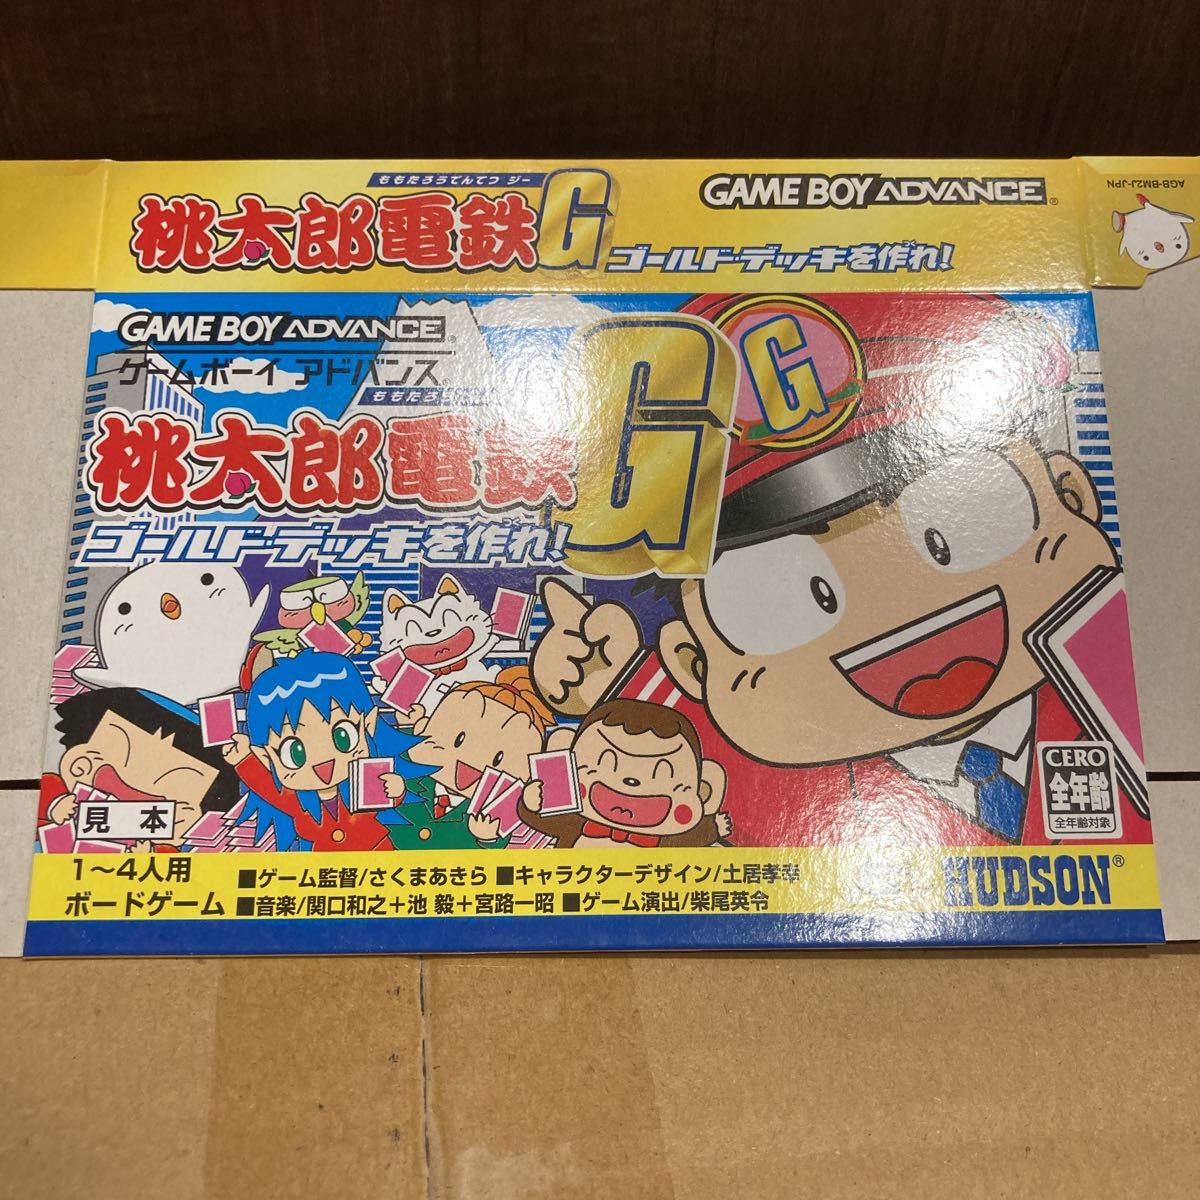 ももたろうでんてつ ジー
桃太郎電鉄G
ゴールド・デッキを作れ!
GAME BOY ADVANCE
AGB-BM2J-JPN
GAME BOY ADVANCE
ゲームボーイ アドバンス
桃太郎電鉄G
G
ゴールド・デッキを作れ!
CERO
全年齢
全年齢対象
見 本
1〜4人用
ボードゲーム
■ゲーム監督/さくまあきら ■キャラクターデザイン/土居孝幸
■音楽/関口和之+池 毅+宮路一昭 ■ゲーム演出/柴尾英令
HUDSON®